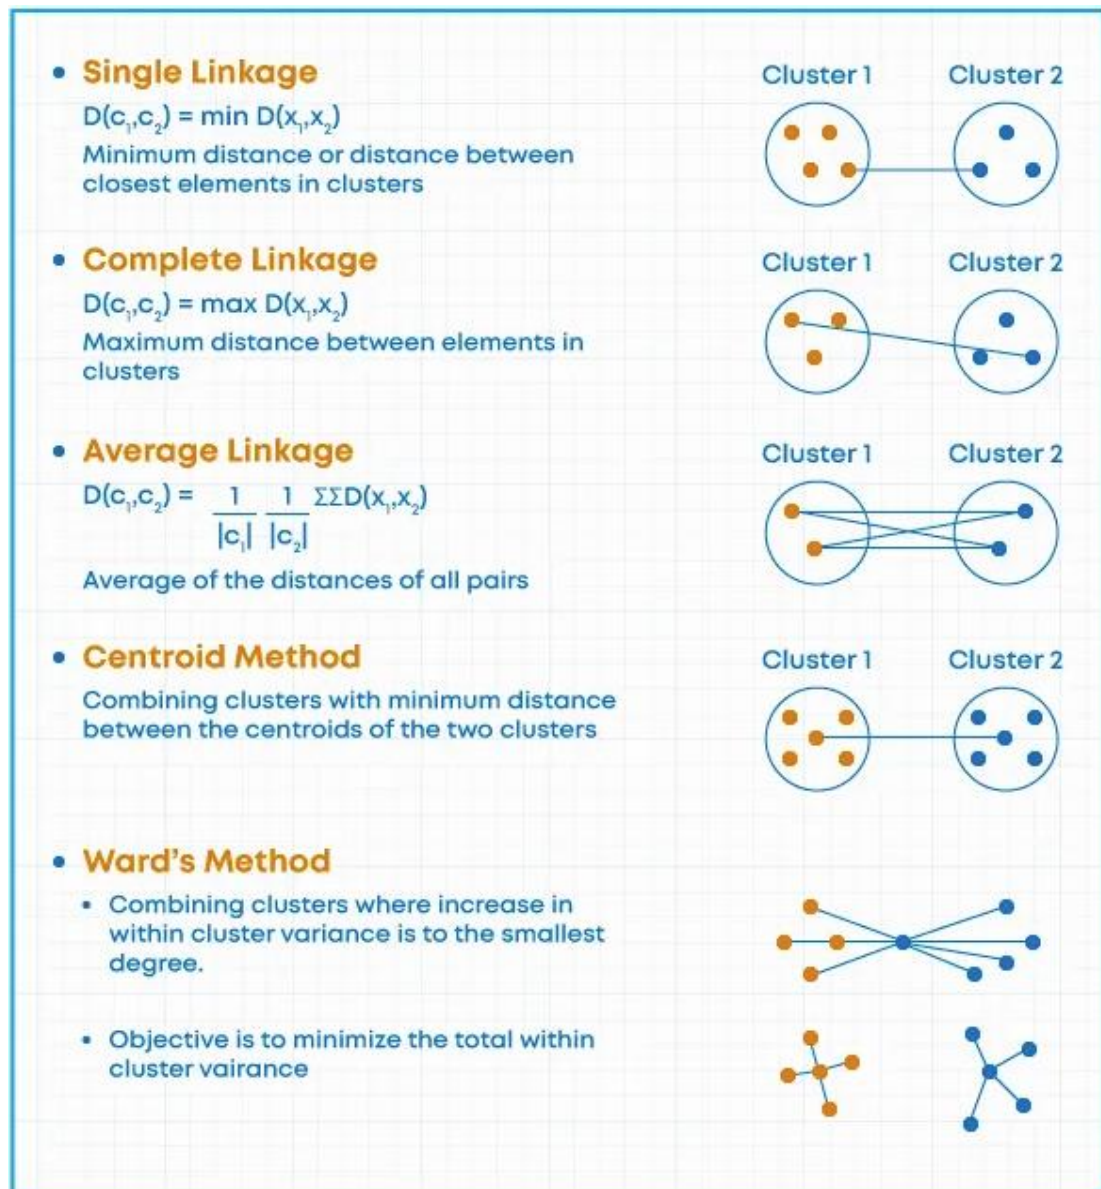 • Single Linkage
D(c₁,c₂) = min D(x₁,x₂)
Minimum distance or distance between
closest elements in clusters
Cluster 1 Cluster 2
• Complete Linkage
D(c₁,c₂) = max D(x₁,x₂)
Maximum distance between elements in
clusters
Cluster 1 Cluster 2
• Average Linkage
D(c₁,c₂) = 1/|c₁| 1/|c₂| ΣΣD(x₁,x₂)
Average of the distances of all pairs
Cluster 1 Cluster 2
• Centroid Method
Combining clusters with minimum distance
between the centroids of the two clusters
Cluster 1 Cluster 2
• Ward's Method
• Combining clusters where increase in
within cluster variance is to the smallest
degree.
• Objective is to minimize the total within
cluster vairance